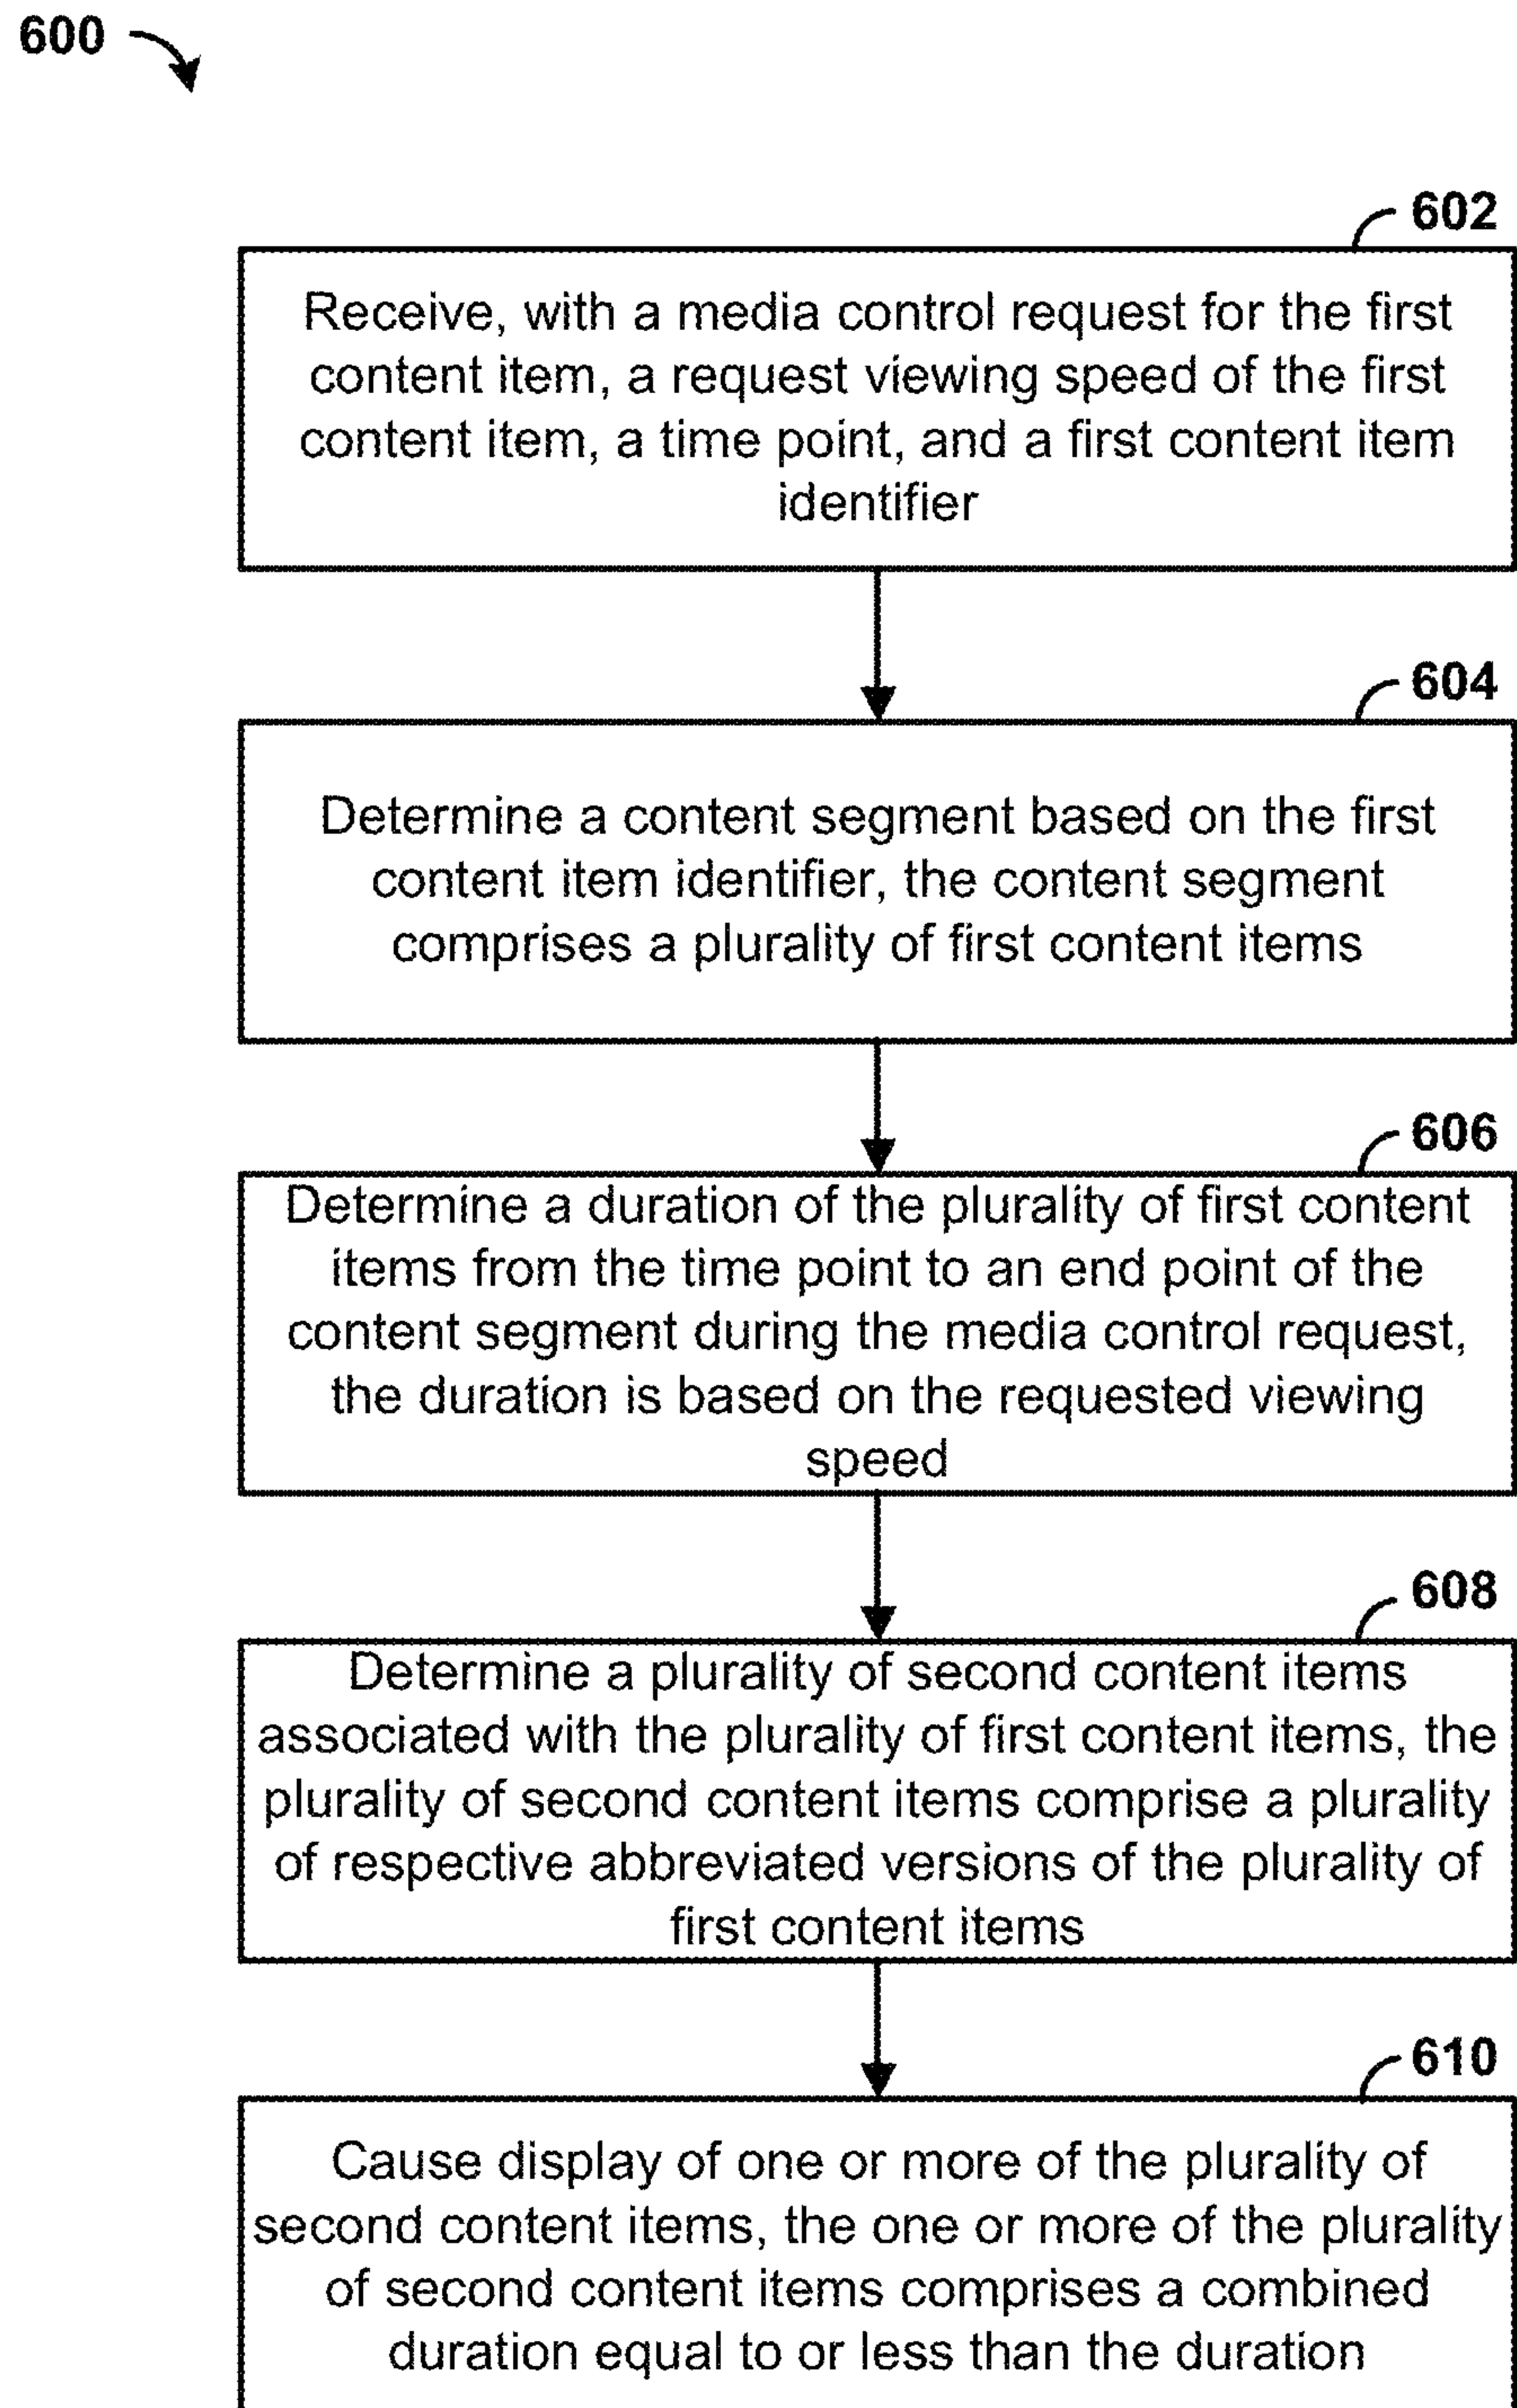 600
602
Receive, with a media control request for the first
content item, a request viewing speed of the first
content item, a time point, and a first content item
identifier
604
Determine a content segment based on the first
content item identifier, the content segment
comprises a plurality of first content items
606
Determine a duration of the plurality of first content
items from the time point to an end point of the
content segment during the media control request,
the duration is based on the requested viewing
speed
608
Determine a plurality of second content items
associated with the plurality of first content items, the
plurality of second content items comprise a plurality
of respective abbreviated versions of the plurality of
first content items
610
Cause display of one or more of the plurality of
second content items, the one or more of the plurality
of second content items comprises a combined
duration equal to or less than the duration